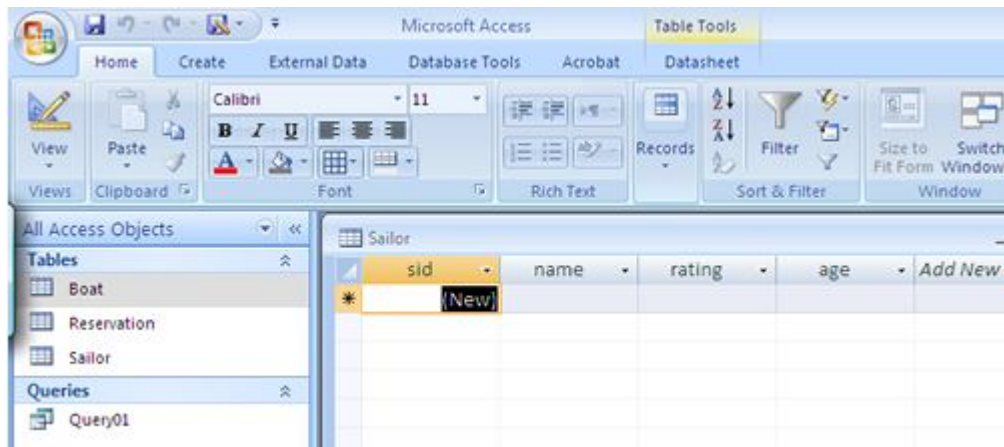 Microsoft Access Table Tools
Home Create External Data Database Tools Acrobat Datasheet
Calibri 11
B I U
A
View Paste Records Filter Size to Fit Form Switch Window
Views Clipboard Font Rich Text Sort & Filter Window
All Access Objects
Tables
Boat
Reservation
Sailor
Queries
Query01
Sailor
sid name rating age Add New
(New)